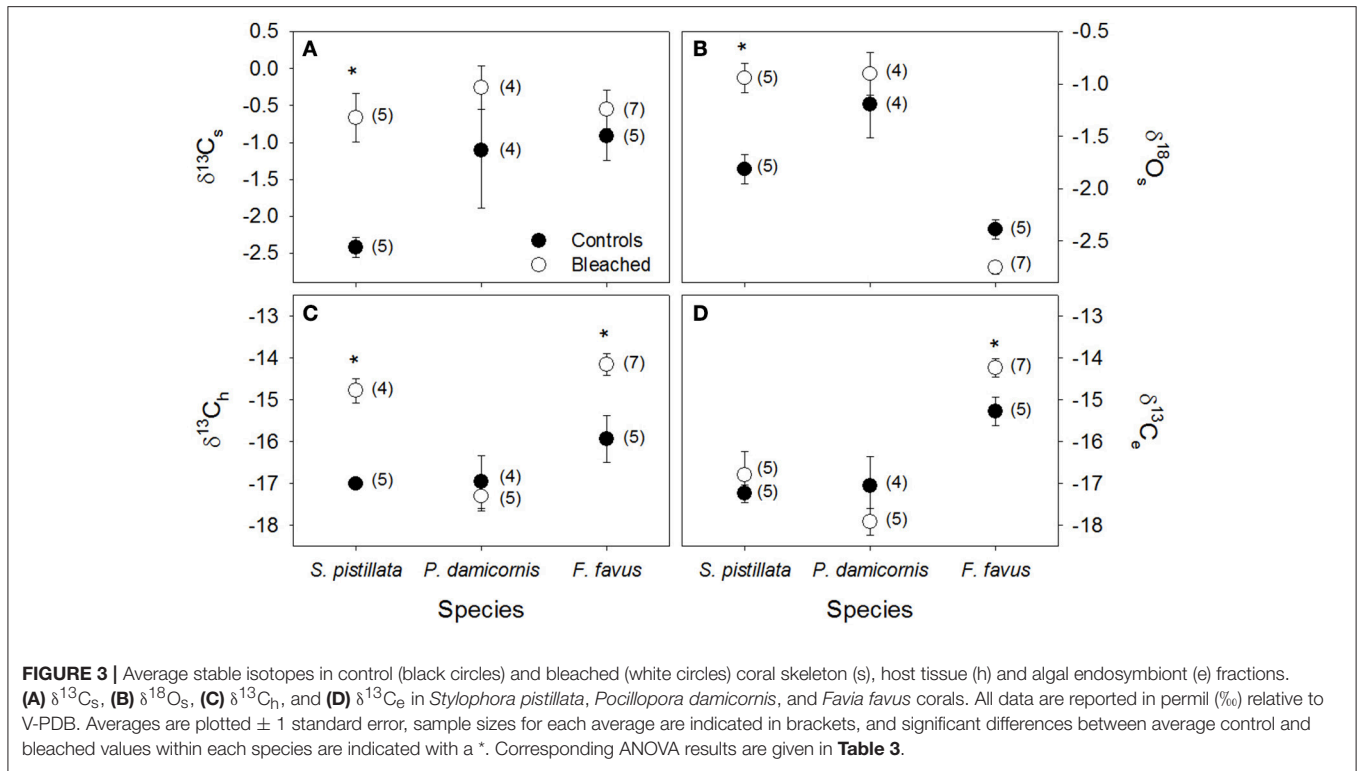 A
0.5
0.0
-0.5
-1.0
-1.5
-2.0
-2.5
δ13Cs
*
(5)
(5)
(4)
(4)
(7)
(5)
Controls
Bleached
B
-0.5
-1.0
-1.5
-2.0
-2.5
δ18Os
*
(5)
(5)
(4)
(4)
(5)
(7)
C
-13
-14
-15
-16
-17
-18
δ13Ch
*
(4)
(5)
(4)
(5)
*
(7)
(5)
S. pistillata P. damicornis F. favus
Species
D
-13
-14
-15
-16
-17
-18
δ13Ce
(5)
(5)
(4)
(5)
*
(7)
(5)
S. pistillata P. damicornis F. favus
Species
FIGURE 3 | Average stable isotopes in control (black circles) and bleached (white circles) coral skeleton (s), host tissue (h) and algal endosymbiont (e) fractions.
(A) δ13Cs, (B) δ18Os, (C) δ13Ch, and (D) δ13Ce in Stylophora pistillata, Pocillopora damicornis, and Favia favus corals. All data are reported in permil (‰) relative to
V-PDB. Averages are plotted ± 1 standard error, sample sizes for each average are indicated in brackets, and significant differences between average control and
bleached values within each species are indicated with a *. Corresponding ANOVA results are given in Table 3.